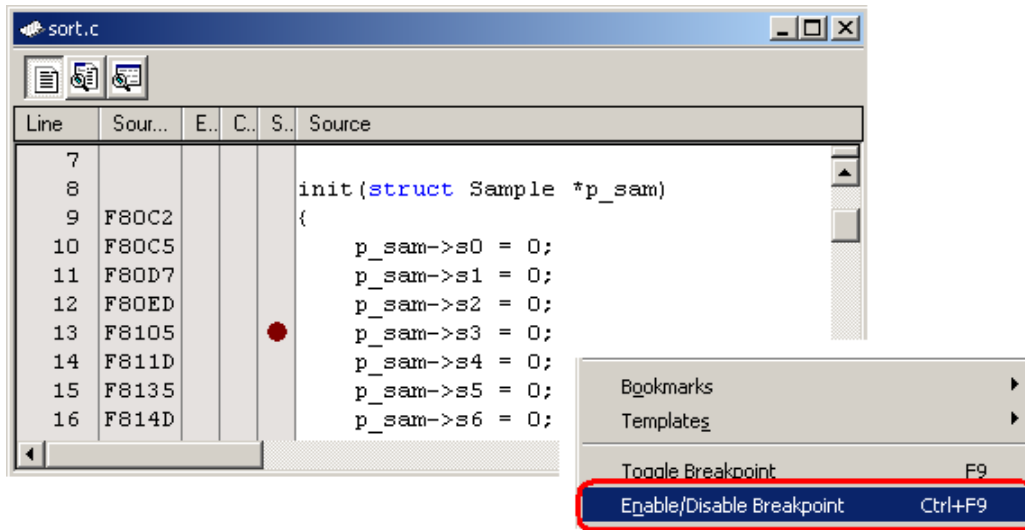 sort.c
Line Sour... E.. C.. S.. Source
7
8 init(struct Sample *p_sam)
9 F80C2 {
10 F80C5 p_sam->s0 = 0;
11 F80D7 p_sam->s1 = 0;
12 F80ED p_sam->s2 = 0;
13 F8105 p_sam->s3 = 0;
14 F811D p_sam->s4 = 0;
15 F8135 p_sam->s5 = 0;
16 F814D p_sam->s6 = 0;
Bookmarks
Templates
Toggle Breakpoint F9
Enable/Disable Breakpoint Ctrl+F9